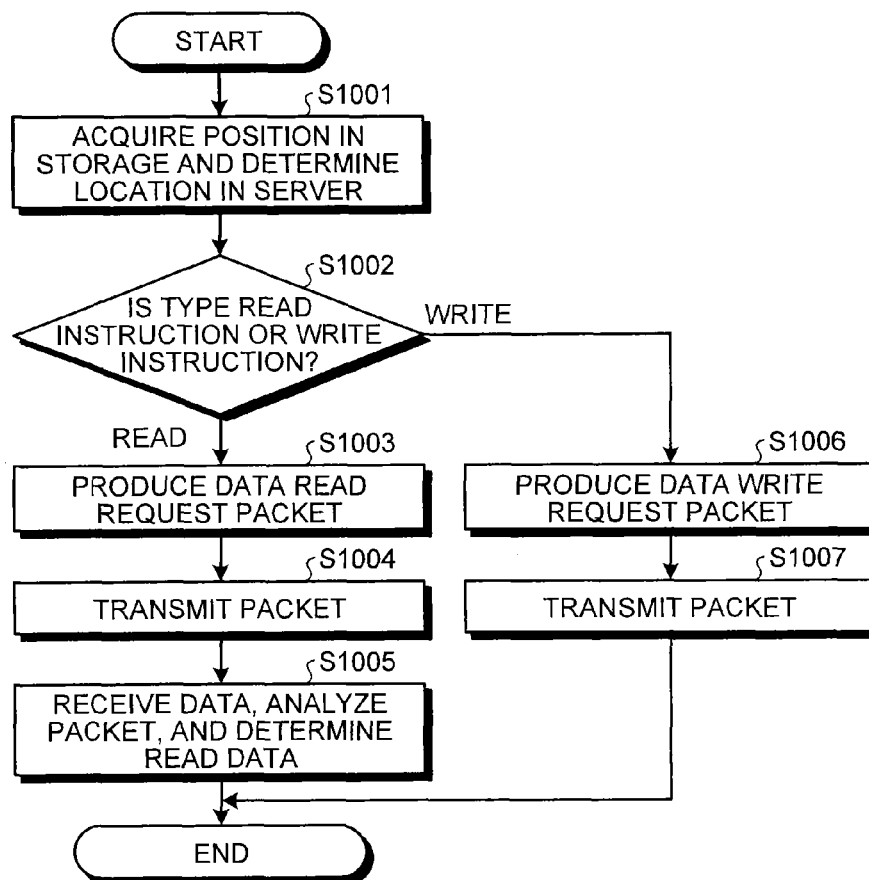 START
S1001
ACQUIRE POSITION IN
STORAGE AND DETERMINE
LOCATION IN SERVER
S1002
IS TYPE READ
INSTRUCTION OR WRITE
INSTRUCTION?
WRITE
READ
S1003
PRODUCE DATA READ
REQUEST PACKET
S1004
TRANSMIT PACKET
S1005
RECEIVE DATA, ANALYZE
PACKET, AND DETERMINE
READ DATA
S1006
PRODUCE DATA WRITE
REQUEST PACKET
S1007
TRANSMIT PACKET
END